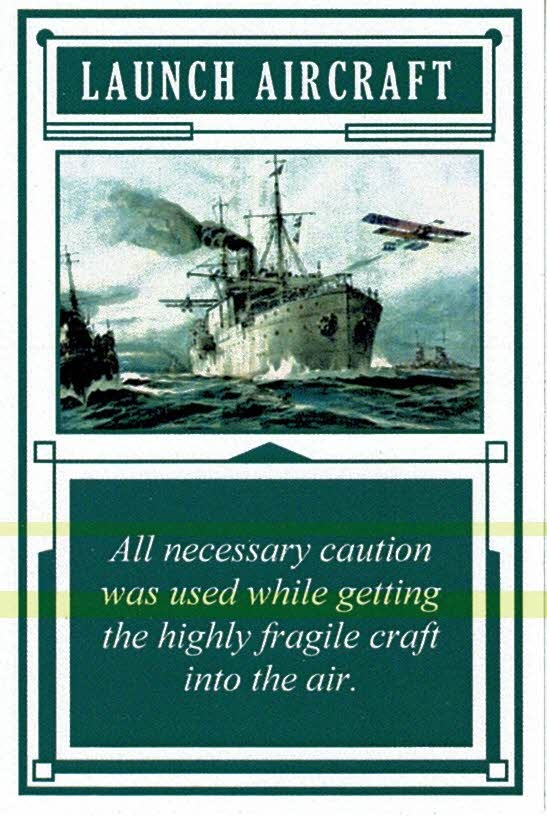 LAUNCH AIRCRAFT
All necessary caution
was used while getting
the highly fragile craft
into the air.